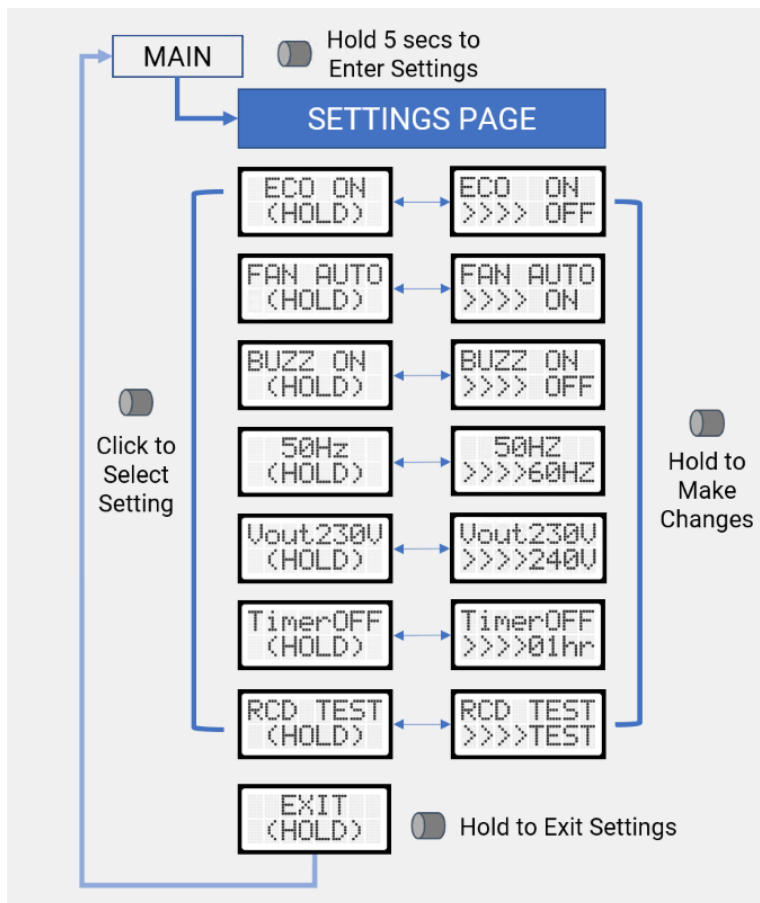 MAIN
Hold 5 secs to
Enter Settings
SETTINGS PAGE
ECO ON
(HOLD)
ECO ON
>>>> OFF
FAN AUTO
(HOLD)
FAN AUTO
>>>> ON
BUZZ ON
(HOLD)
BUZZ ON
>>>> OFF
Click to
Select
Setting
50Hz
(HOLD)
50HZ
>>>>60HZ
Hold to
Make
Changes
Vout230V
(HOLD)
Vout230V
>>>>240V
TimerOFF
(HOLD)
TimerOFF
>>>>01hr
RCD TEST
(HOLD)
RCD TEST
>>>>TEST
EXIT
(HOLD)
Hold to Exit Settings